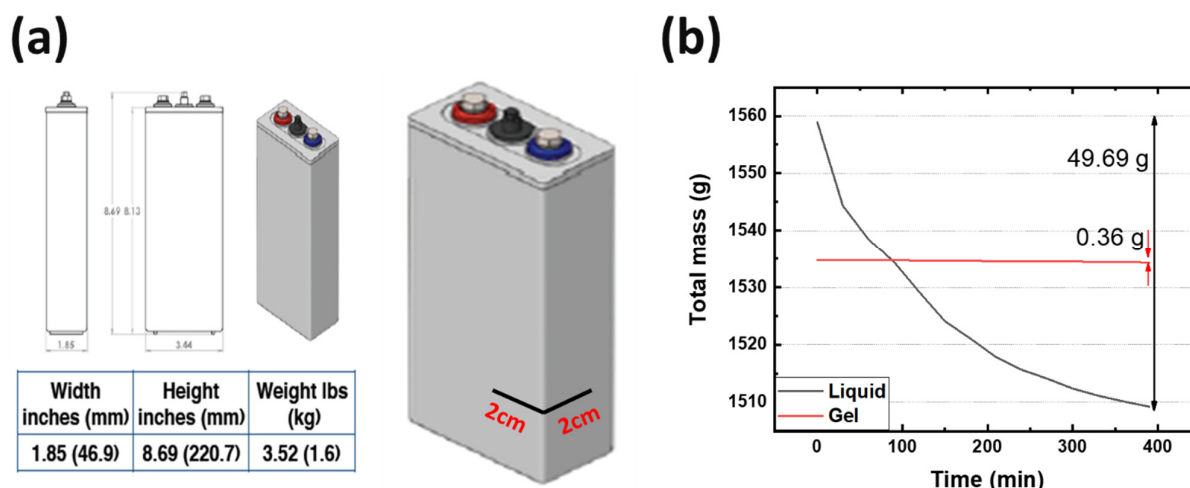 (a)
8.69
8.13
1.85
3.44
Width inches (mm) Height inches (mm) Weight lbs (kg)
1.85 (46.9) 8.69 (220.7) 3.52 (1.6)
2cm 2cm
(b)
Total mass (g)
1560
1550
1540
1530
1520
1510
49.69 g
0.36 g
Liquid
Gel
0 100 200 300 400
Time (min)